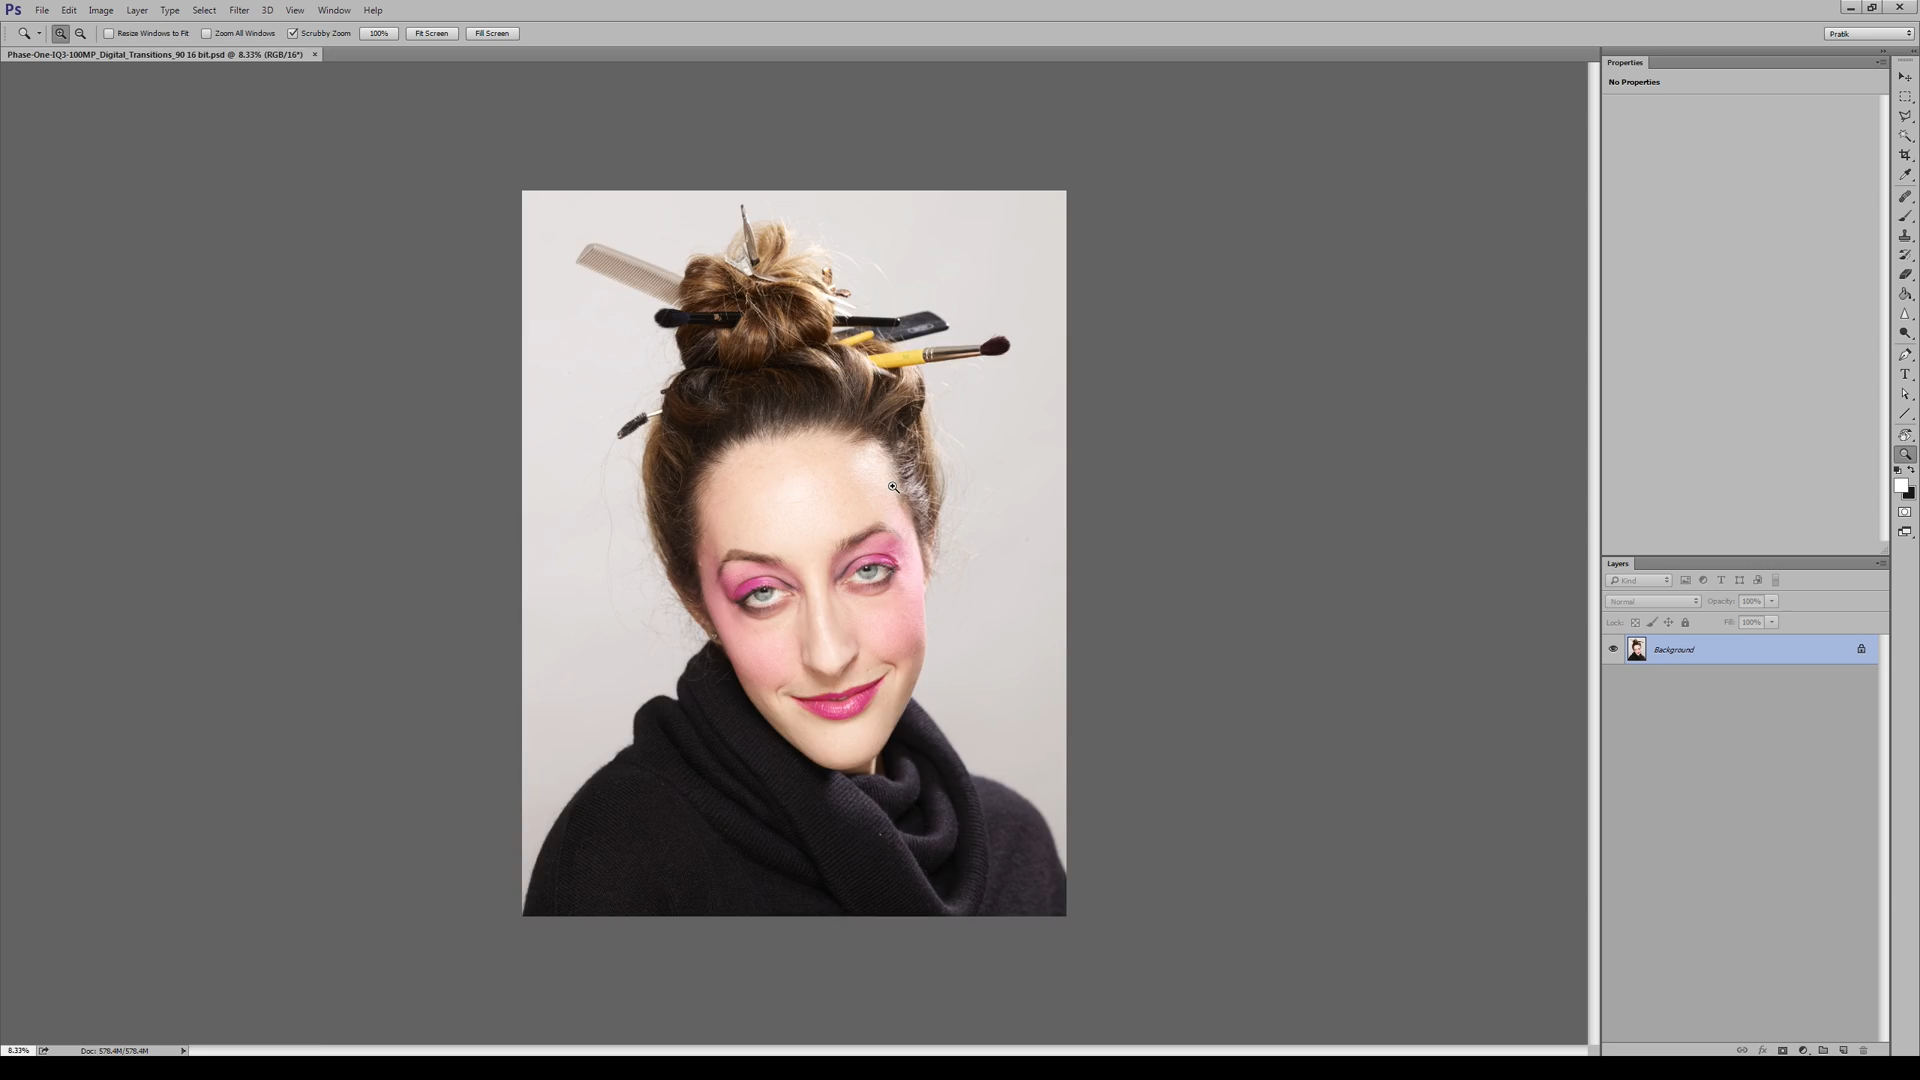 Ps File Edit Image Layer Type Select Filter 3D View Window Help
Resize Windows to Fit Zoom All Windows Scrubby Zoom 100% Fit Screen Fill Screen Pratik
Phase-One-IQ3-100MP_Digital_Transitions_90 16 bit.psd @ 8.33% (RGB/16*) ×
Properties
No Properties
Layers
Kind
Normal Opacity: 100%
Lock: Fill: 100%
Background
8.33% Doc: 578.4M/578.4M